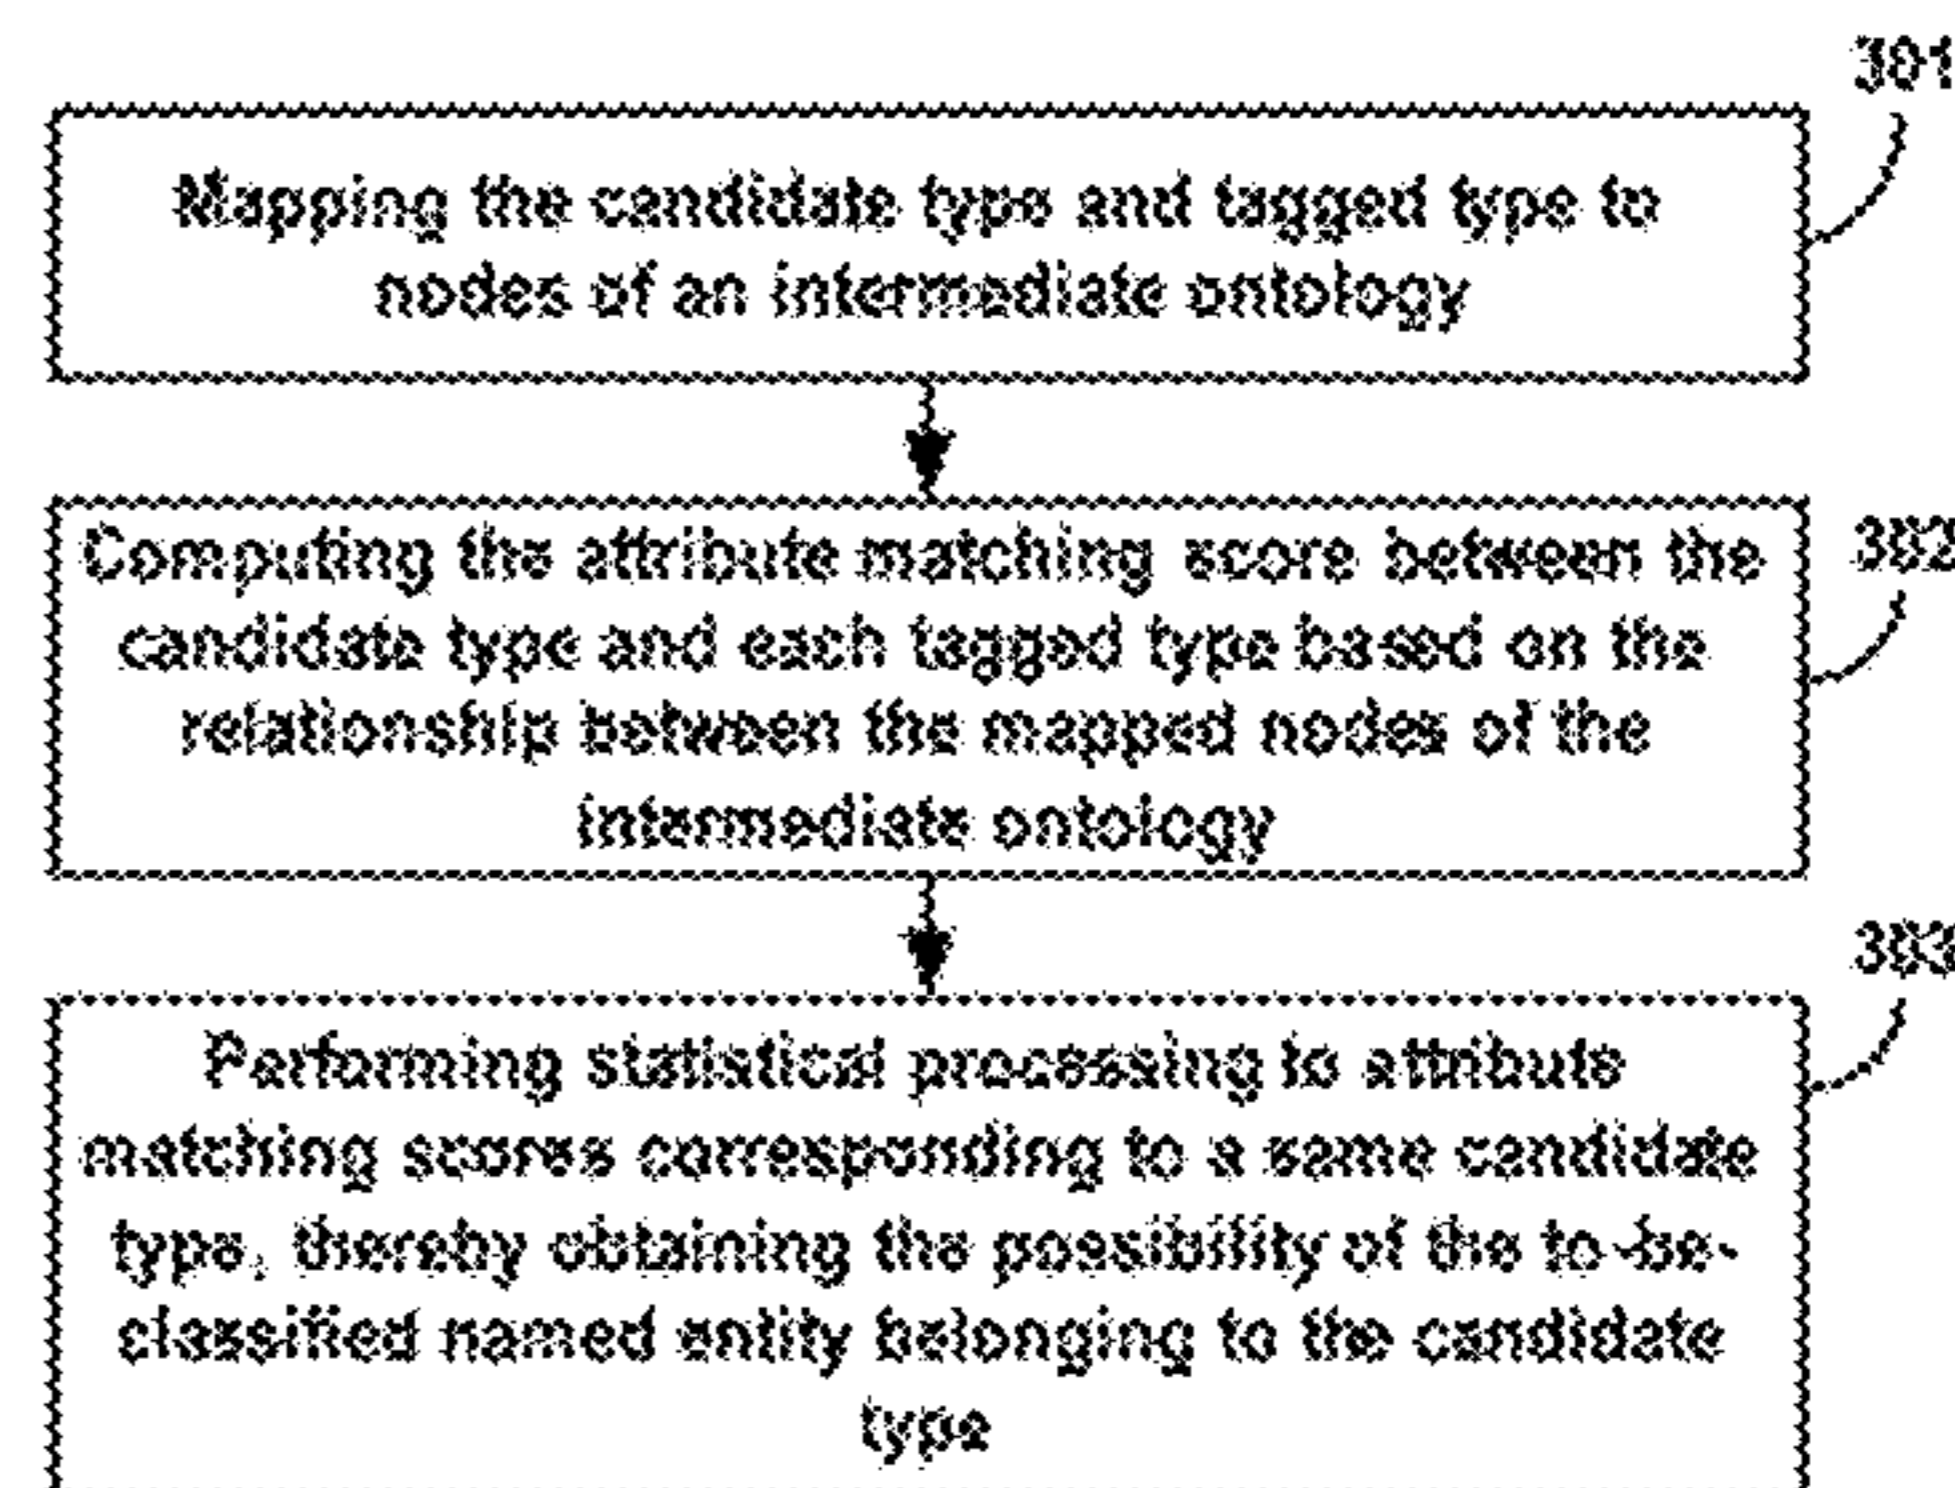 301
Mapping the candidate type and tagged type to
nodes of an intermediate ontology
302
Computing the attribute matching score between the
candidate type and each tagged type based on the
relationship between the mapped nodes of the
intermediate ontology
303
Performing statistical processing to attribute
matching scores corresponding to a same candidate
type, thereby obtaining the possibility of the to-be-
classified named entity belonging to the candidate
type